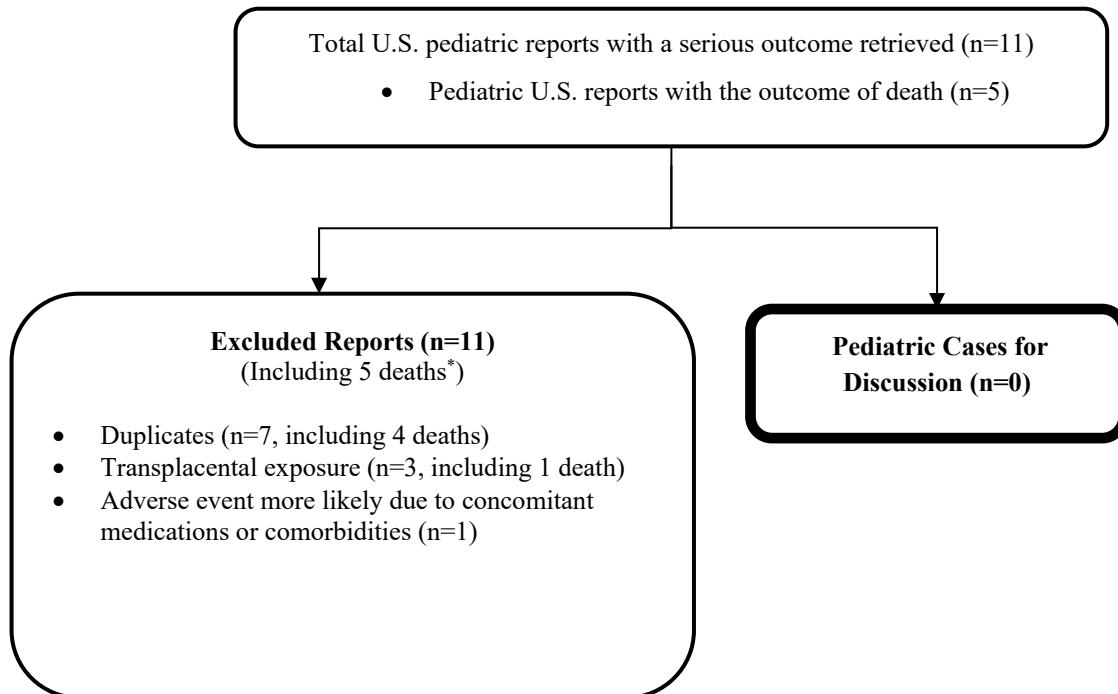 Total U.S. pediatric reports with a serious outcome retrieved (n=11)
• Pediatric U.S. reports with the outcome of death (n=5)
Excluded Reports (n=11)
(Including 5 deaths*)
• Duplicates (n=7, including 4 deaths)
• Transplacental exposure (n=3, including 1 death)
• Adverse event more likely due to concomitant
medications or comorbidities (n=1)
Pediatric Cases for
Discussion (n=0)